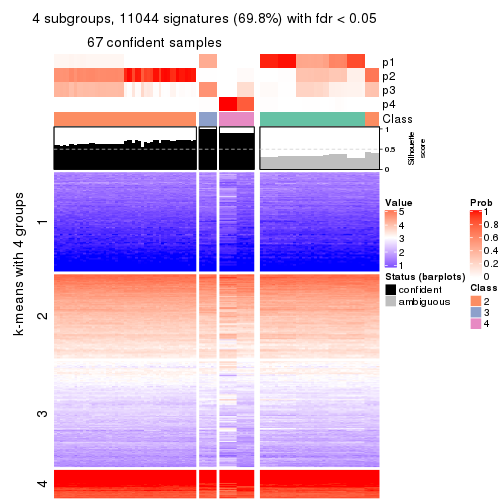 4 subgroups, 11044 signatures (69.8%) with fdr < 0.05
67 confident samples
p1
p2
p3
p4
Class
1
0.5
0
Silhouette
score
k-means with 4 groups
1
2
3
4
Value
5
4
3
2
1
Status (barplots)
confident
ambiguous
Prob
1
0.8
0.6
0.4
0.2
0
Class
2
3
4